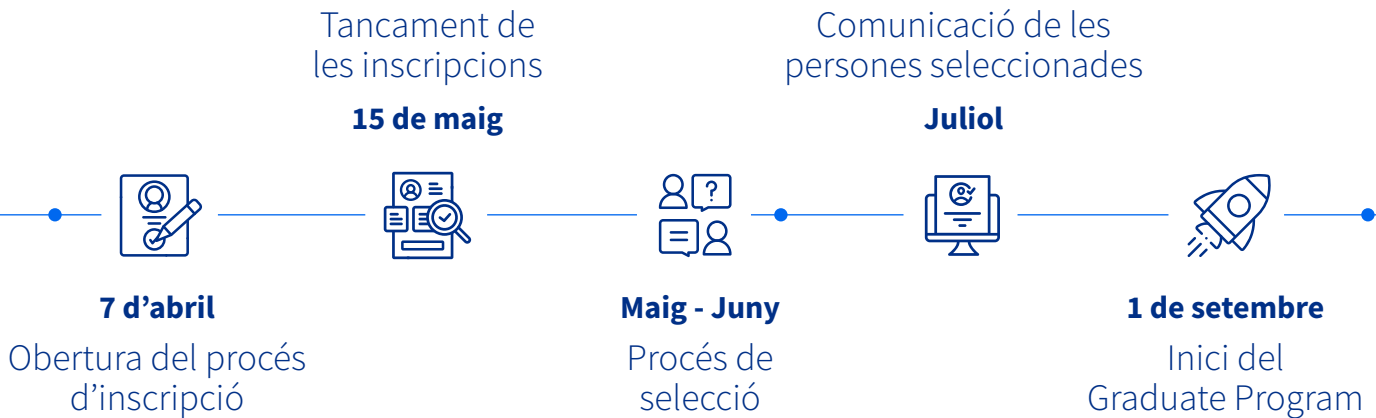 Tancament de
les inscripcions
15 de maig
Comunicació de les
persones seleccionades
Juliol
?
7 d’abril
Obertura del procés
d’inscripció
Maig - Juny
Procés de
selecció
1 de setembre
Inici del
Graduate Program